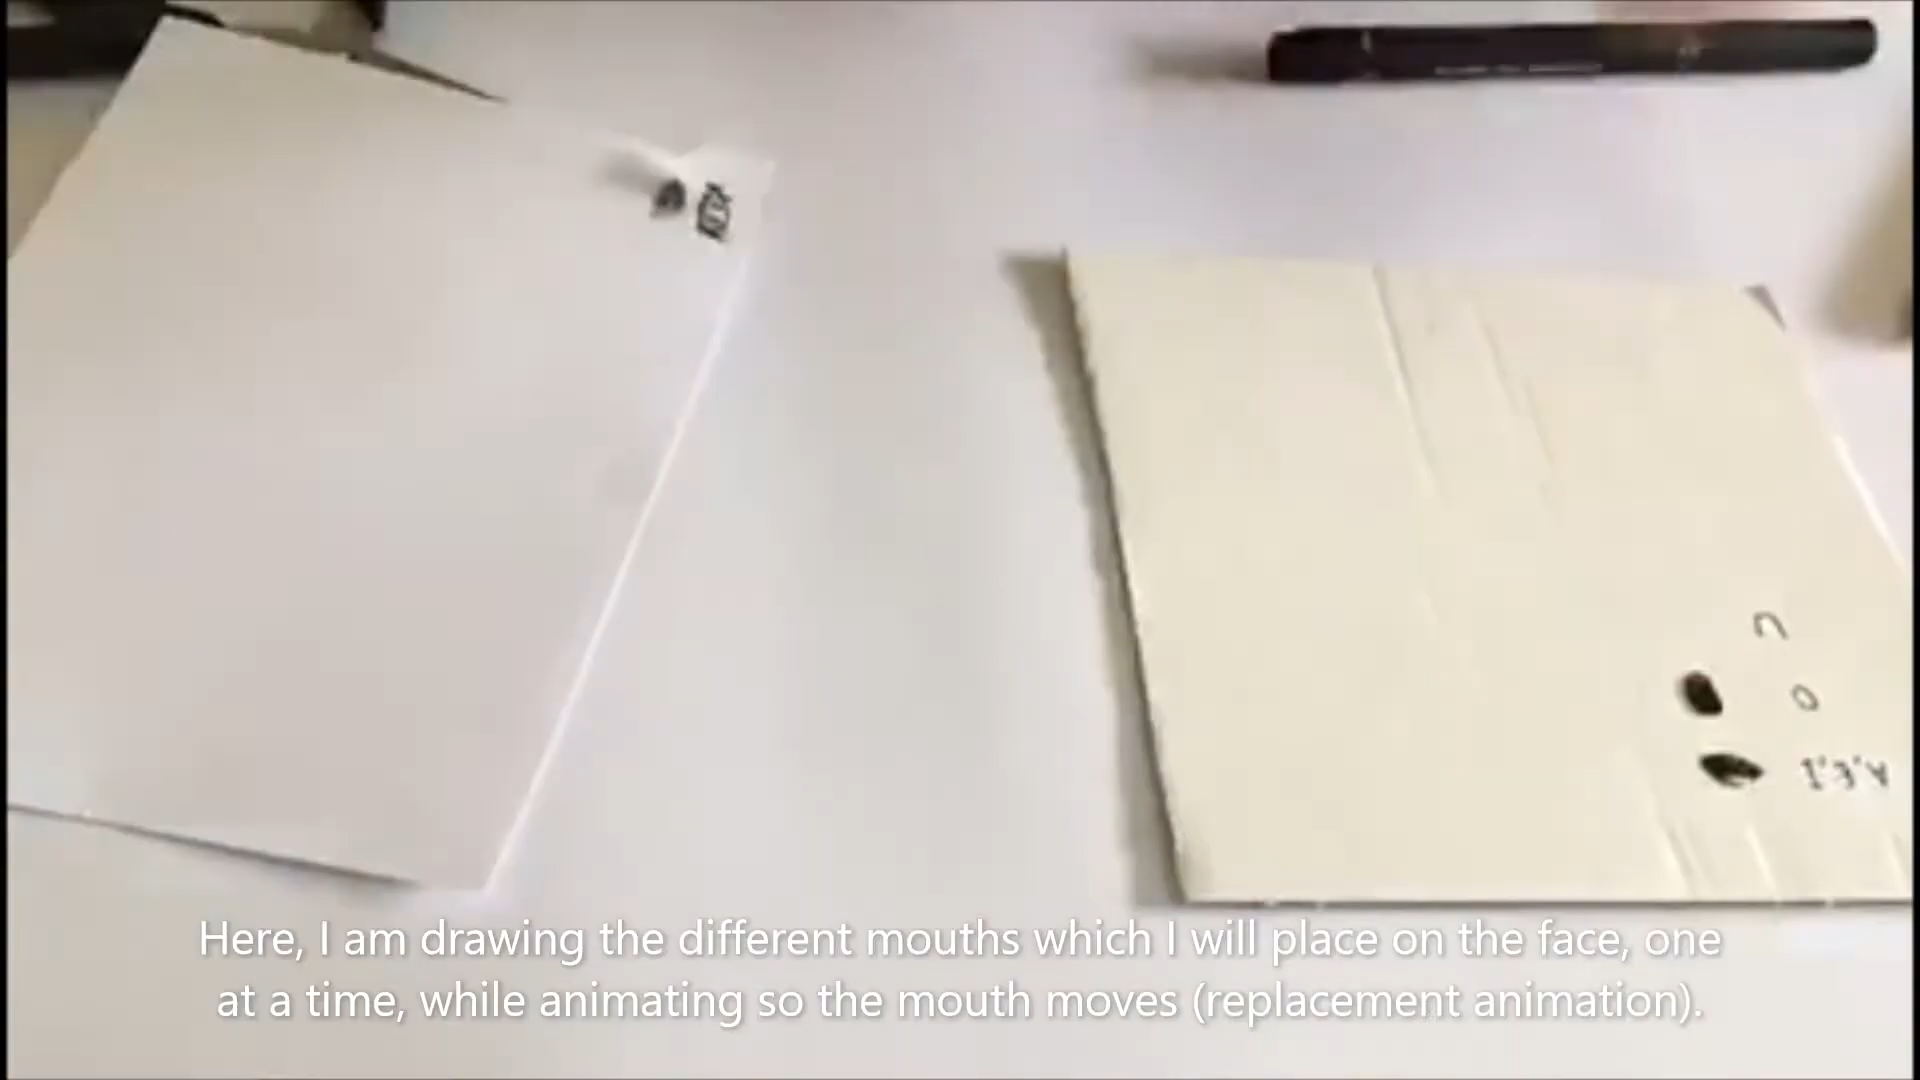 U
O
A,E,I
Here, I am drawing the different mouths which I will place on the face, one
at a time, while animating so the mouth moves (replacement animation).